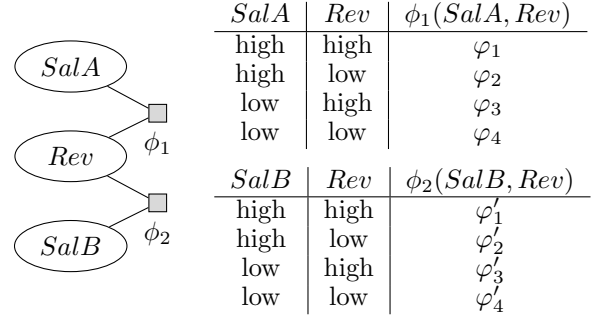 SalA
ϕ1
Rev
ϕ2
SalB
SalA Rev ϕ1(SalA, Rev)
high high φ1
high low φ2
low high φ3
low low φ4
SalB Rev ϕ2(SalB, Rev)
high high φ′1
high low φ′2
low high φ′3
low low φ′4